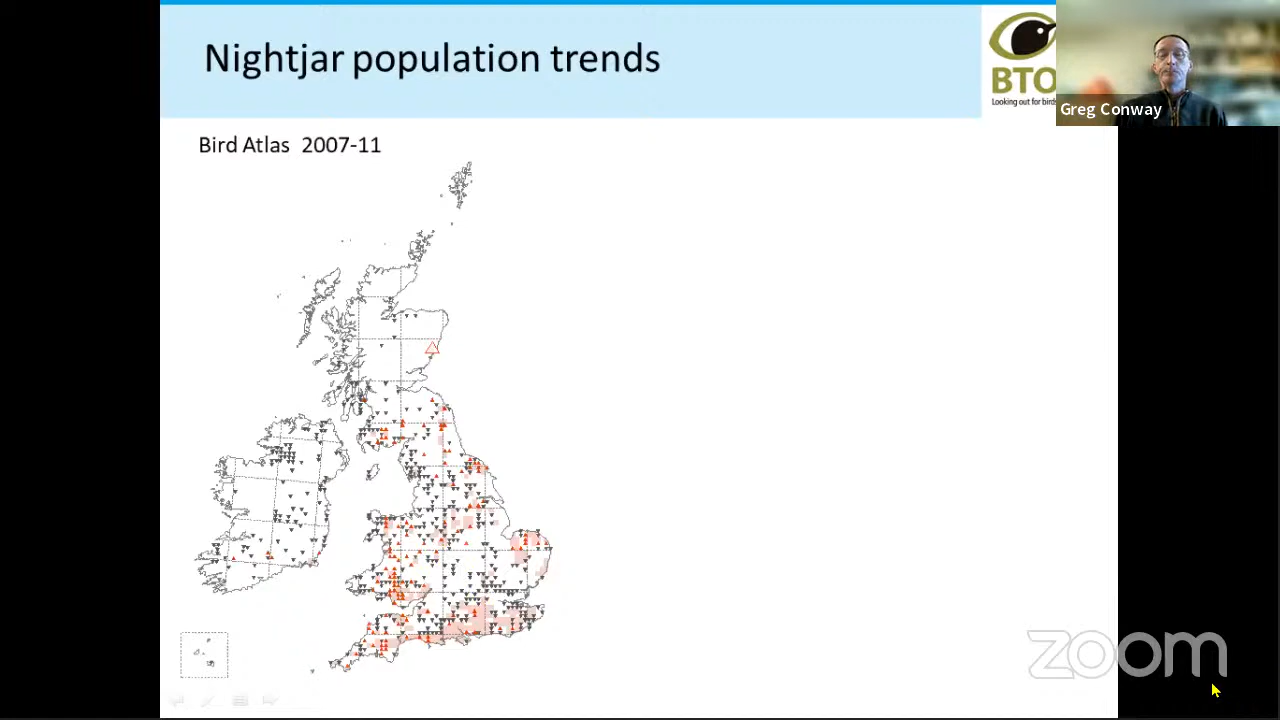 Nightjar population trends
BTO
Looking out for birds
Greg Conway
Bird Atlas 2007-11
zoom